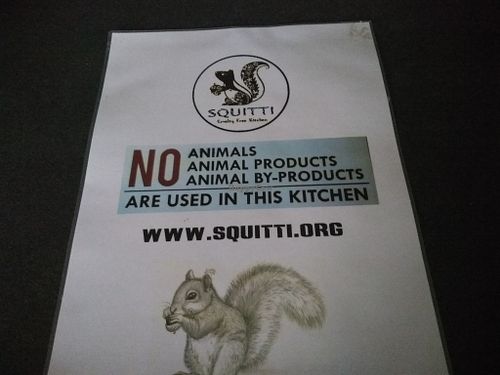 SQUITTI
Cruelty Free Kitchen
NO ANIMALS
ANIMAL PRODUCTS
ANIMAL BY-PRODUCTS
ARE USED IN THIS KITCHEN
WWW.SQUITTI.ORG